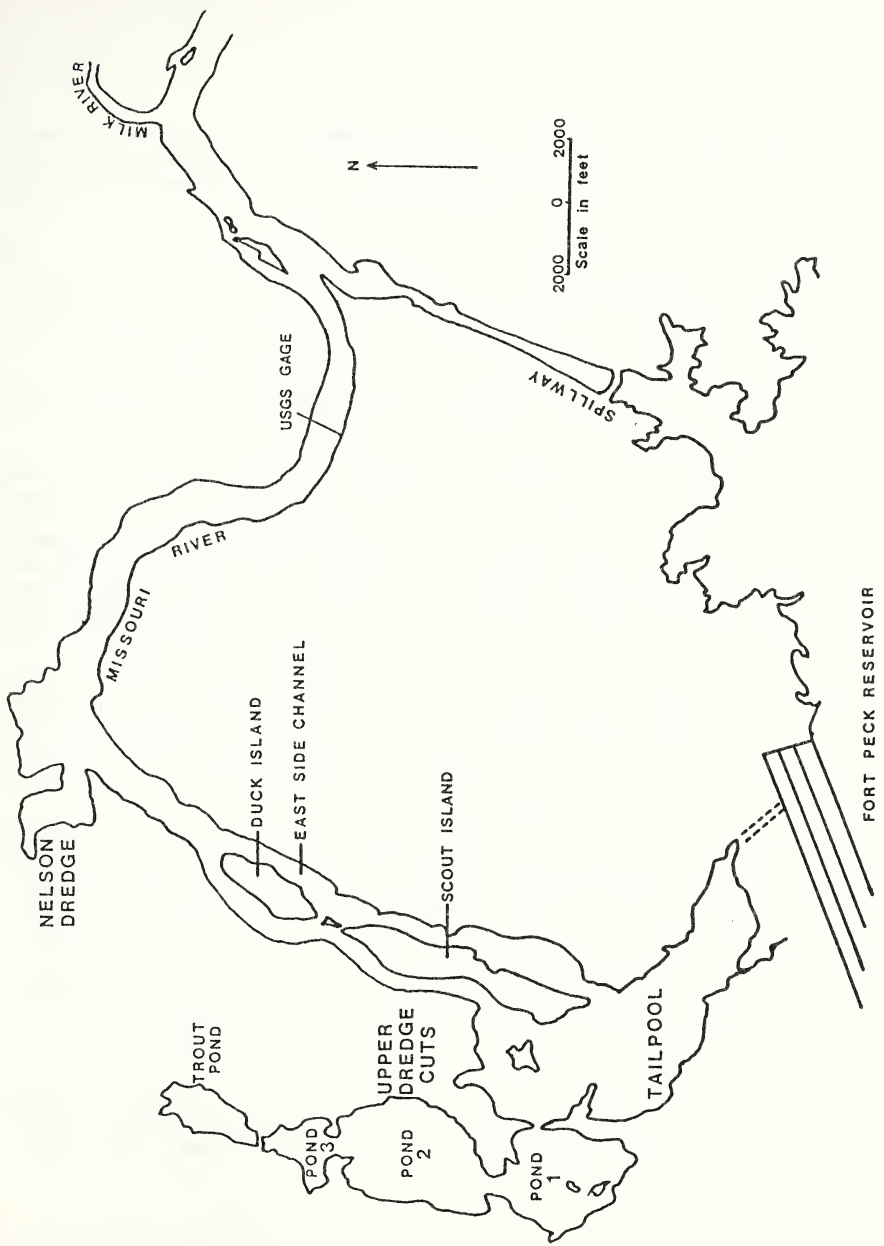 MILK RIVER
N
2000 0 2000
Scale in feet
USGS GAGE
SPILLWAY
MISSOURI
RIVER
NELSON
DREDGE
DUCK ISLAND
EAST SIDE CHANNEL
SCOUT ISLAND
TROUT
POND
UPPER
DREDGE
CUTS
POND
3
POND
2
POND
1
TAILPOOL
FORT PECK RESERVOIR